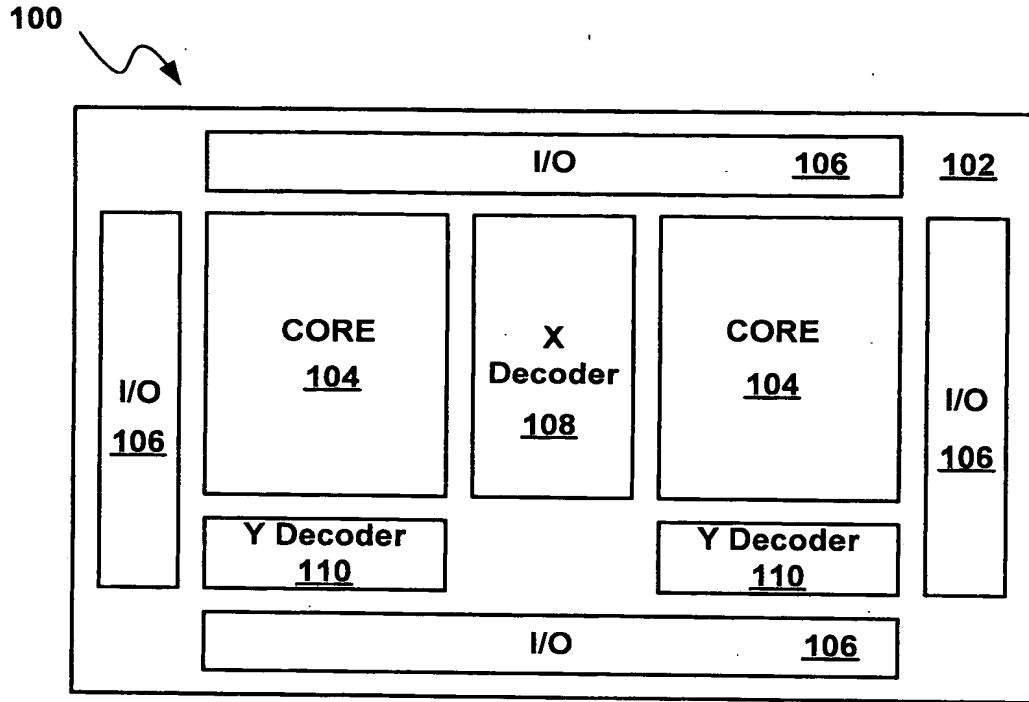 100
I/O 106
102
I/O
106
CORE
104
X
Decoder
108
CORE
104
I/O
106
Y Decoder
110
Y Decoder
110
I/O 106